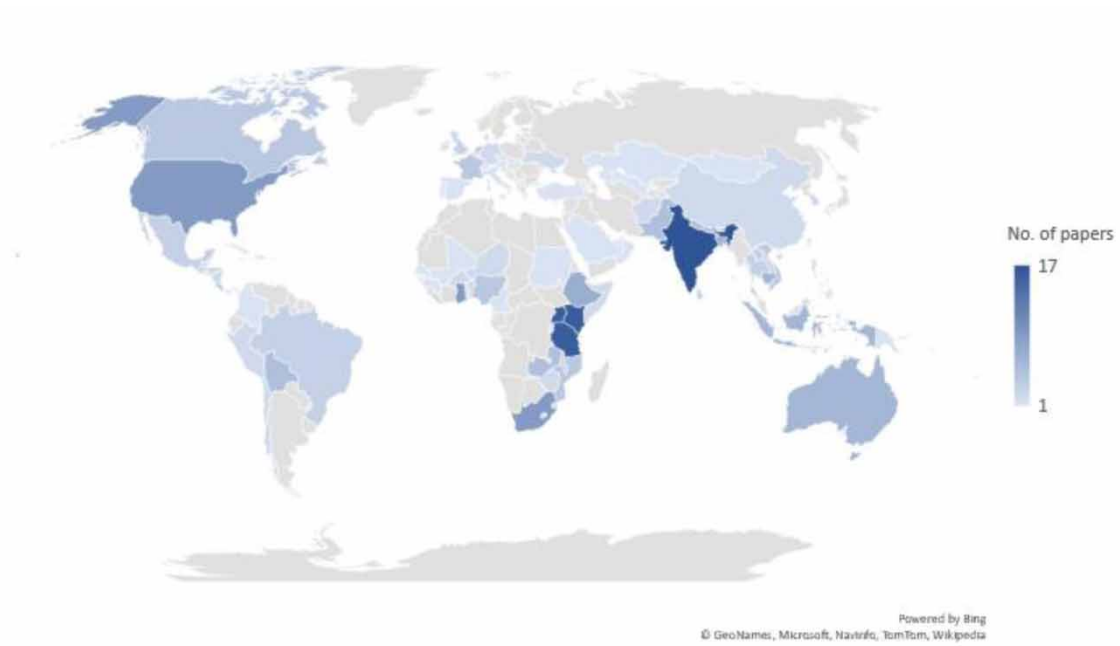 No. of papers
17
1
Powered by Bing
© GeoNames, Microsoft, Navinfo, TomTom, Wikipedia